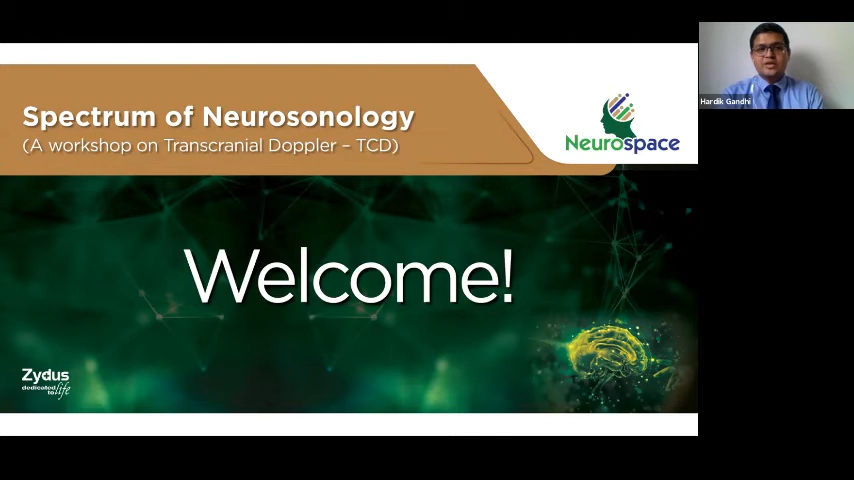 Spectrum of Neurosonology
(A workshop on Transcranial Doppler – TCD)
Neurospace
Hardik Gandhi
Welcome!
Zydus
dedicated
to life